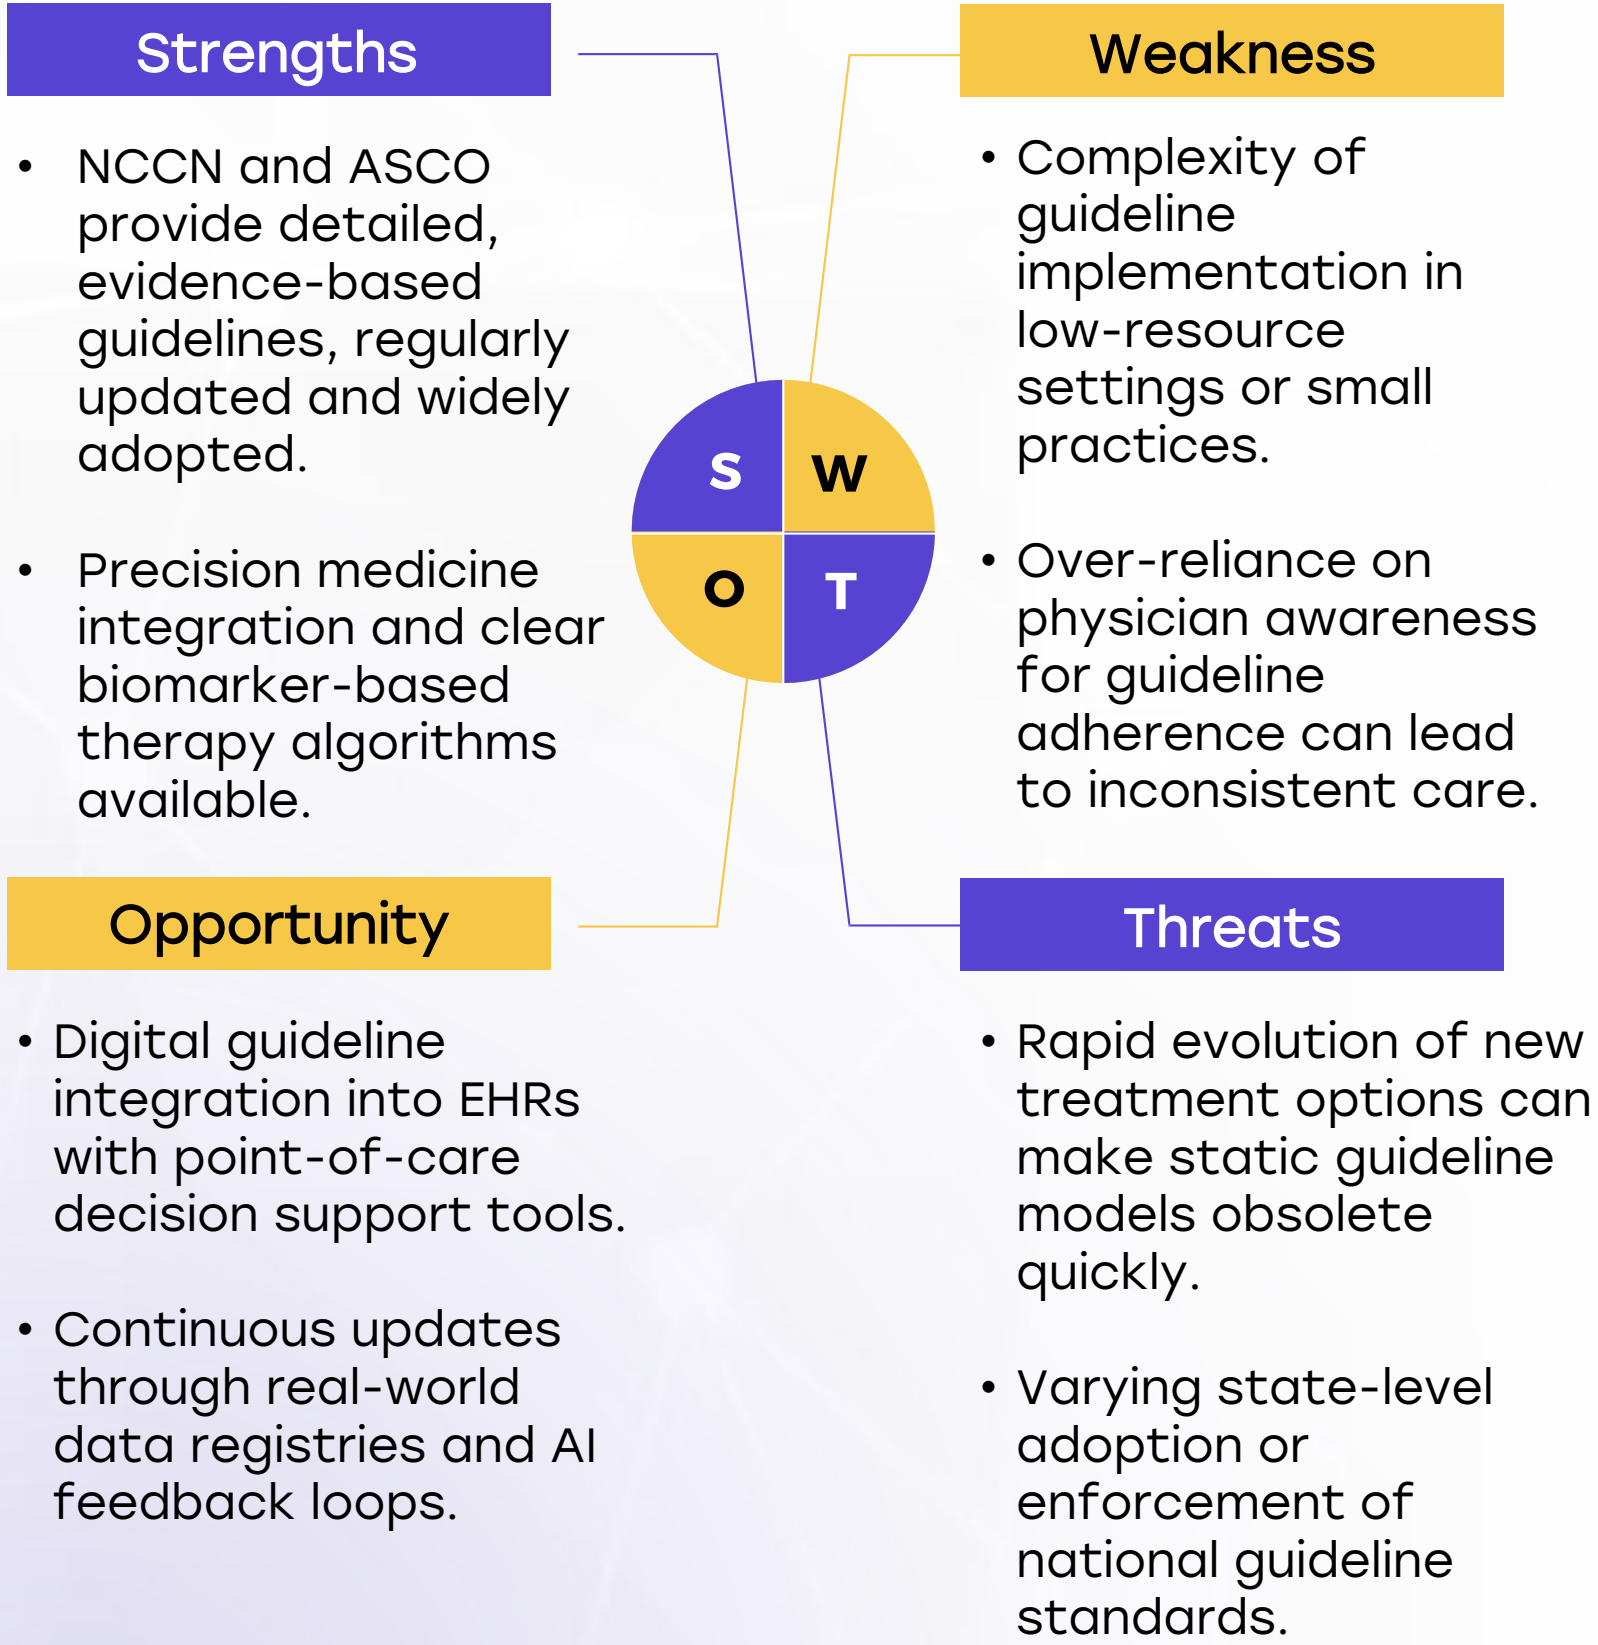 Strengths
• NCCN and ASCO
provide detailed,
evidence-based
guidelines, regularly
updated and widely
adopted.
• Precision medicine
integration and clear
biomarker-based
therapy algorithms
available.
Weakness
• Complexity of
guideline
implementation in
low-resource
settings or small
practices.
• Over-reliance on
physician awareness
for guideline
adherence can lead
to inconsistent care.
S
W
O
T
Opportunity
• Digital guideline
integration into EHRs
with point-of-care
decision support tools.
• Continuous updates
through real-world
data registries and AI
feedback loops.
Threats
• Rapid evolution of new
treatment options can
make static guideline
models obsolete
quickly.
• Varying state-level
adoption or
enforcement of
national guideline
standards.